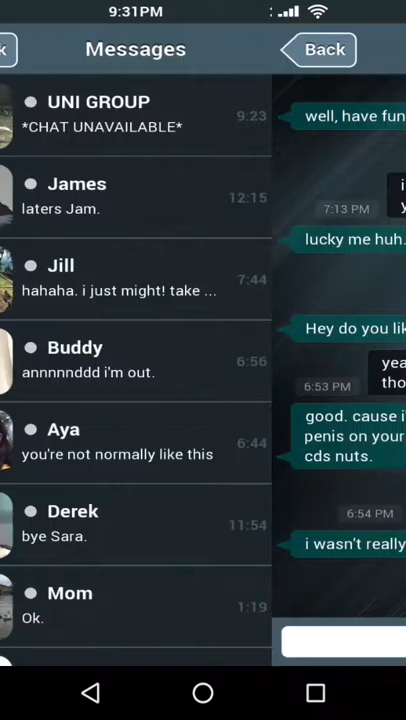 9:31PM
k
Messages
Back
UNI GROUP
*CHAT UNAVAILABLE*
9:23
James
laters Jam.
12:15
Jill
hahaha. i just might! take ...
7:44
Buddy
annnnnddd i'm out.
6:56
Aya
you're not normally like this
6:44
Derek
bye Sara.
11:54
Mom
Ok.
1:19
well, have fun
i
y
7:13 PM
lucky me huh.
Hey do you lik
yea
tho
6:53 PM
good. cause i
penis on your
cds nuts.
6:54 PM
i wasn't really